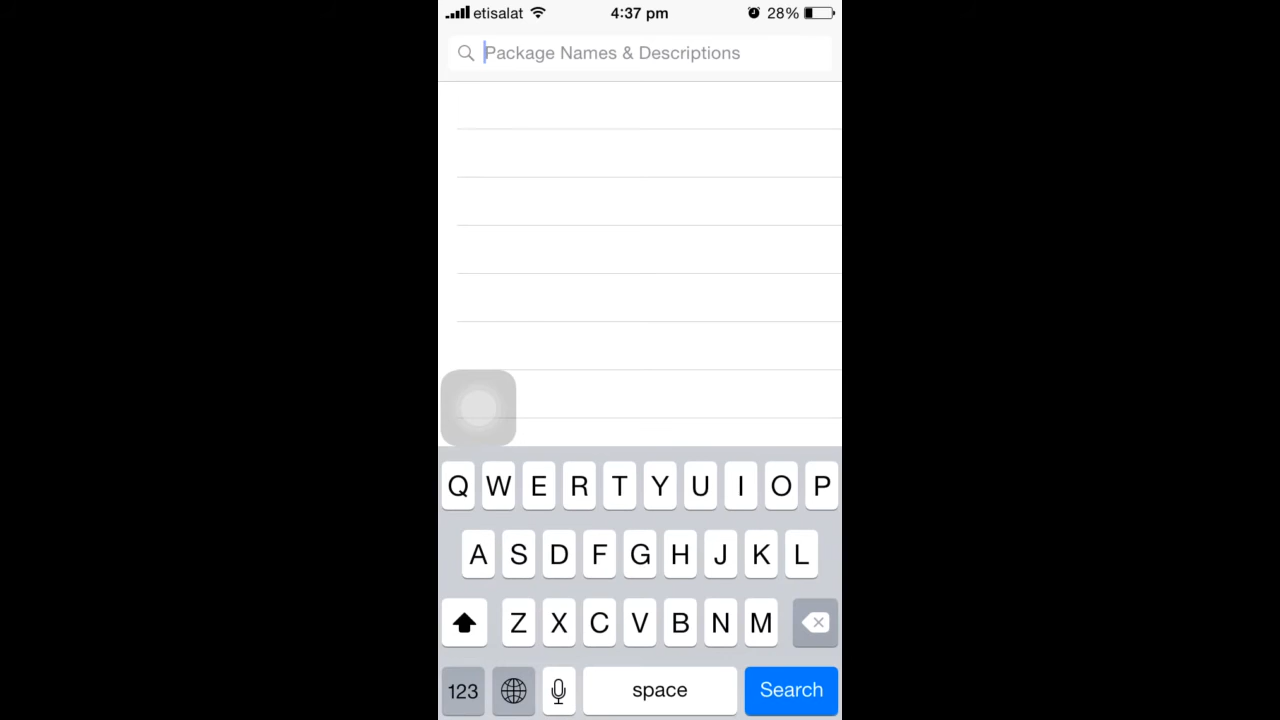 etisalat 4:37 pm 28%
Package Names & Descriptions
Q W E R T Y U I O P
A S D F G H J K L
Z X C V B N M
123 space Search